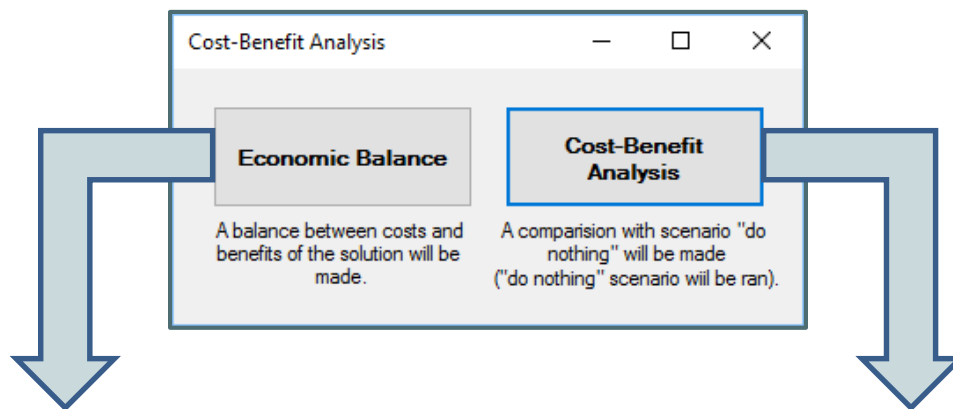 Cost-Benefit Analysis
Economic Balance
A balance between costs and
benefits of the solution will be
made.
Cost-Benefit
Analysis
A comparision with scenario "do
nothing" will be made
("do nothing" scenario wiil be ran).